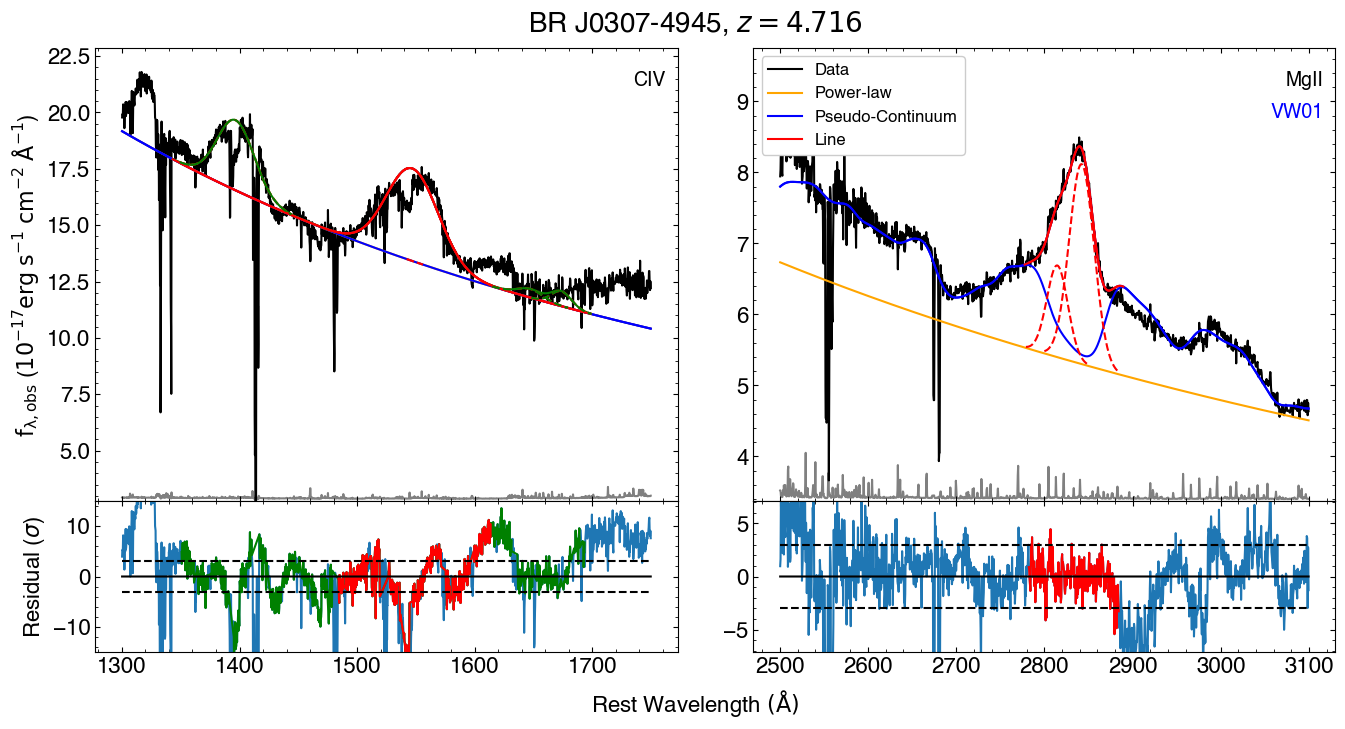 BR J0307-4945, z = 4.716
22.5
20.0
17.5
15.0
12.5
10.0
7.5
5.0
f_λ,obs (10⁻¹⁷ erg s⁻¹ cm⁻² Å⁻¹)
CIV
10
0
−10
Residual (σ)
1300 1400 1500 1600 1700
Data
Power-law
Pseudo-Continuum
Line
MgII
VW01
9
8
7
6
5
4
5
0
−5
2500 2600 2700 2800 2900 3000 3100
Rest Wavelength (Å)